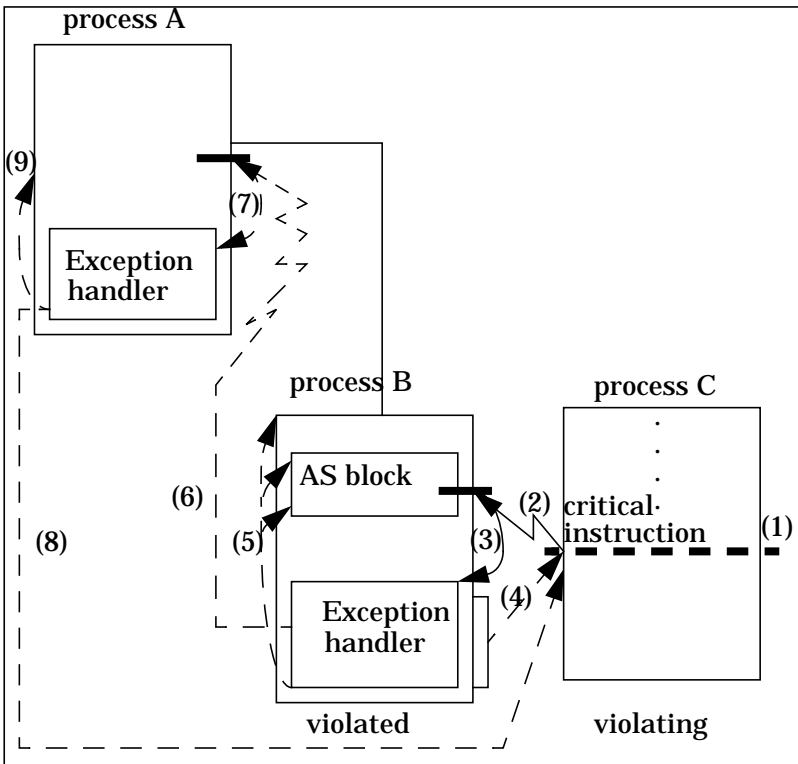 process A
(9)
(7)
Exception
handler
process B
process C
AS block
(6)
(2)
critical
instruction
(1)
(8)
(5)
(3)
(4)
Exception
handler
violated
violating